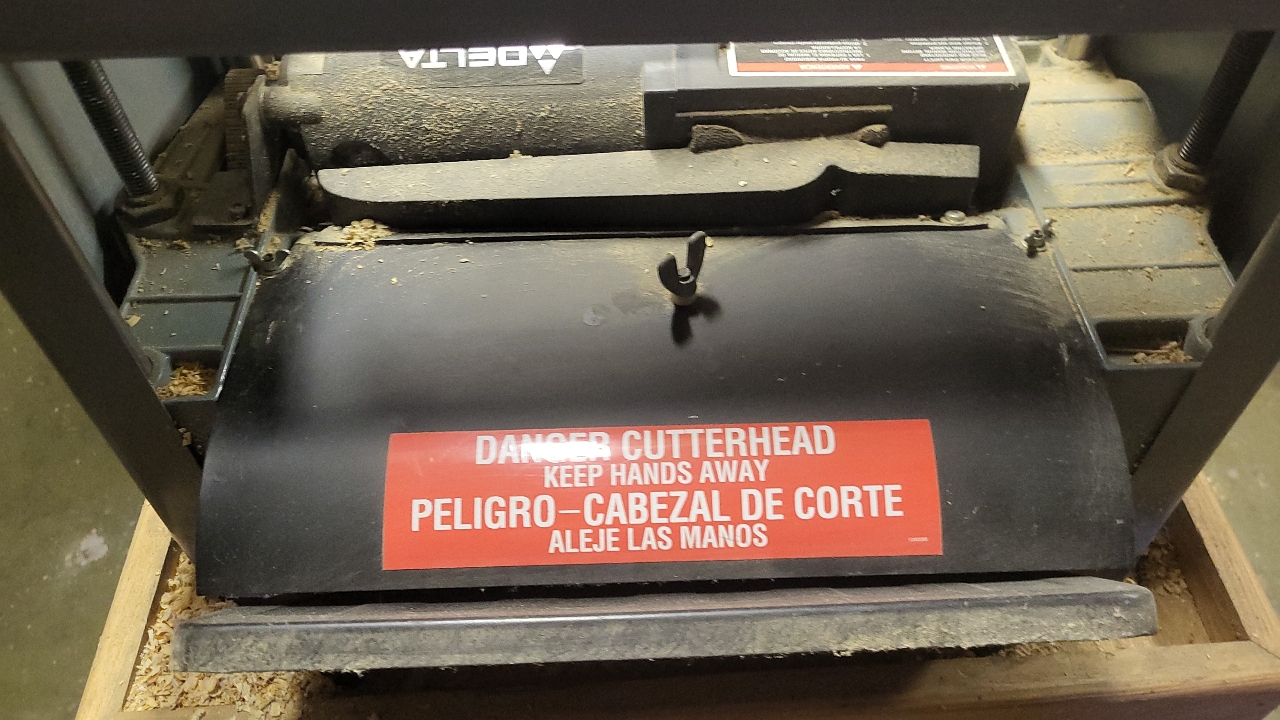 DELTA
DANGER CUTTERHEAD
KEEP HANDS AWAY
PELIGRO–CABEZAL DE CORTE
ALEJE LAS MANOS